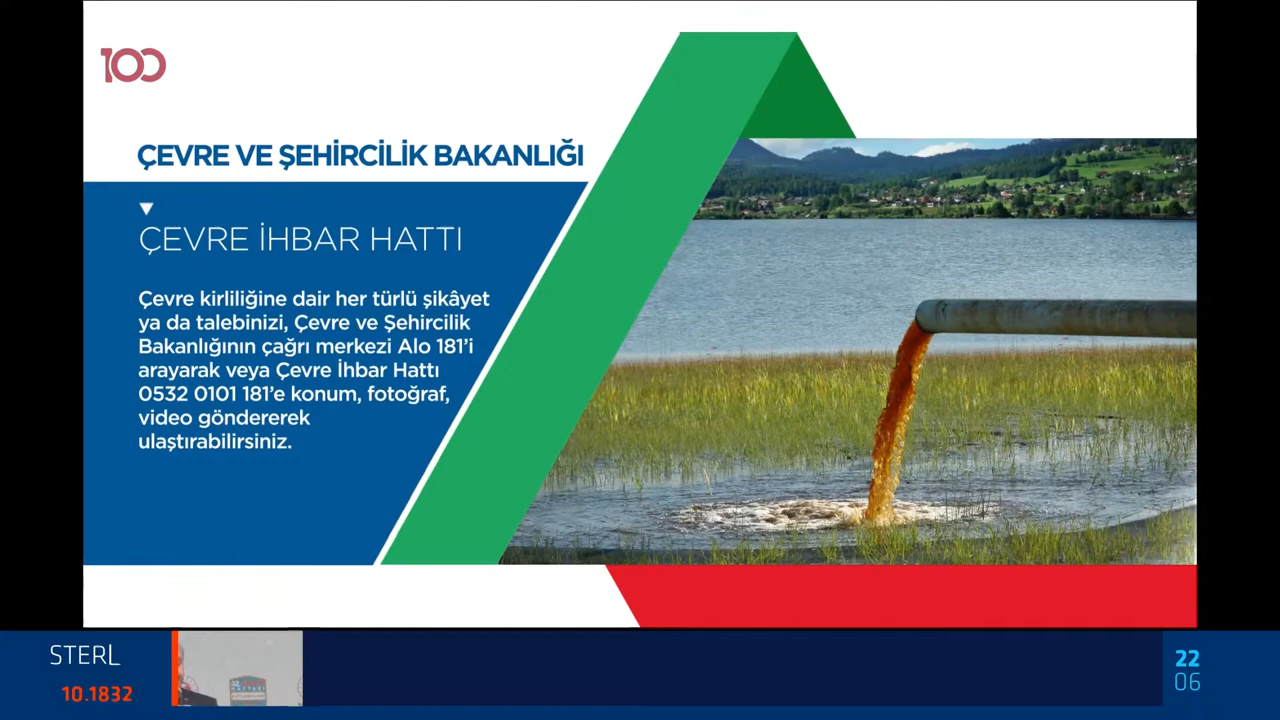 100
ÇEVRE VE ŞEHİRCİLİK BAKANLIĞI
ÇEVRE İHBAR HATTI
Çevre kirliliğine dair her türlü şikâyet
ya da talebinizi, Çevre ve Şehircilik
Bakanlığının çağrı merkezi Alo 181'i
arayarak veya Çevre İhbar Hattı
0532 0101 181'e konum, fotoğraf,
video göndererek
ulaştırabilirsiniz.
STERL
10.1832
22
06